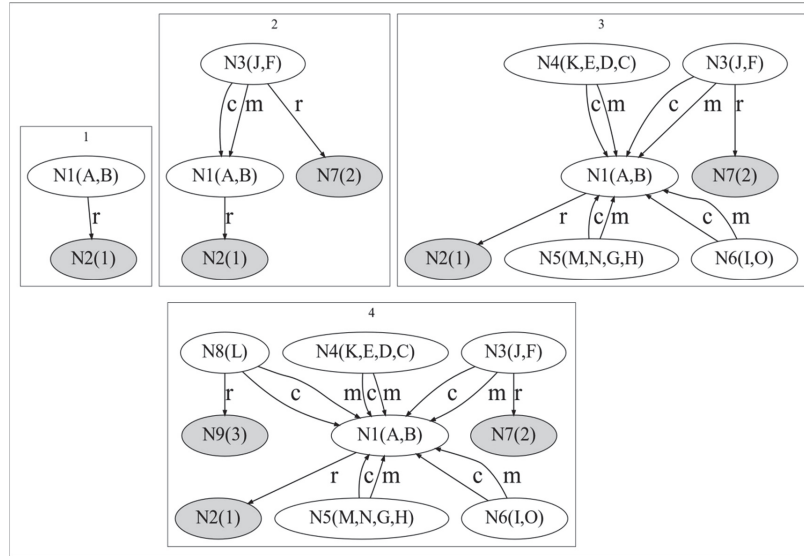 1
N1(A,B)
r
N2(1)
2
N3(J,F)
c m r
N1(A,B) N7(2)
r
N2(1)
3
N4(K,E,D,C) N3(J,F)
c m c m r
N1(A,B) N7(2)
r c m c m
N2(1) N5(M,N,G,H) N6(I,O)
4
N8(L) N4(K,E,D,C) N3(J,F)
r c m c m c m r
N9(3) N1(A,B) N7(2)
r c m c m
N2(1) N5(M,N,G,H) N6(I,O)